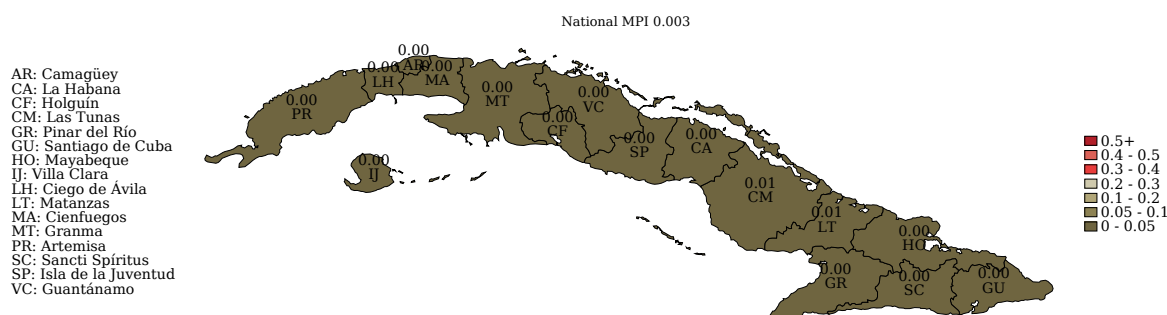 National MPI 0.003
AR: Camagüey
CA: La Habana
CF: Holguín
CM: Las Tunas
GR: Pinar del Río
GU: Santiago de Cuba
HO: Mayabeque
IJ: Villa Clara
LH: Ciego de Ávila
LT: Matanzas
MA: Cienfuegos
MT: Granma
PR: Artemisa
SC: Sancti Spíritus
SP: Isla de la Juventud
VC: Guantánamo
0.00
AR
0.00
LH
0.00
MA
0.00
PR
0.00
MT
0.00
VC
0.00
CF
0.00
SP
0.00
CA
0.00
IJ
0.01
CM
0.01
LT
0.00
HO
0.00
GR
0.00
SC
0.00
GU
0.5+
0.4 - 0.5
0.3 - 0.4
0.2 - 0.3
0.1 - 0.2
0.05 - 0.1
0 - 0.05